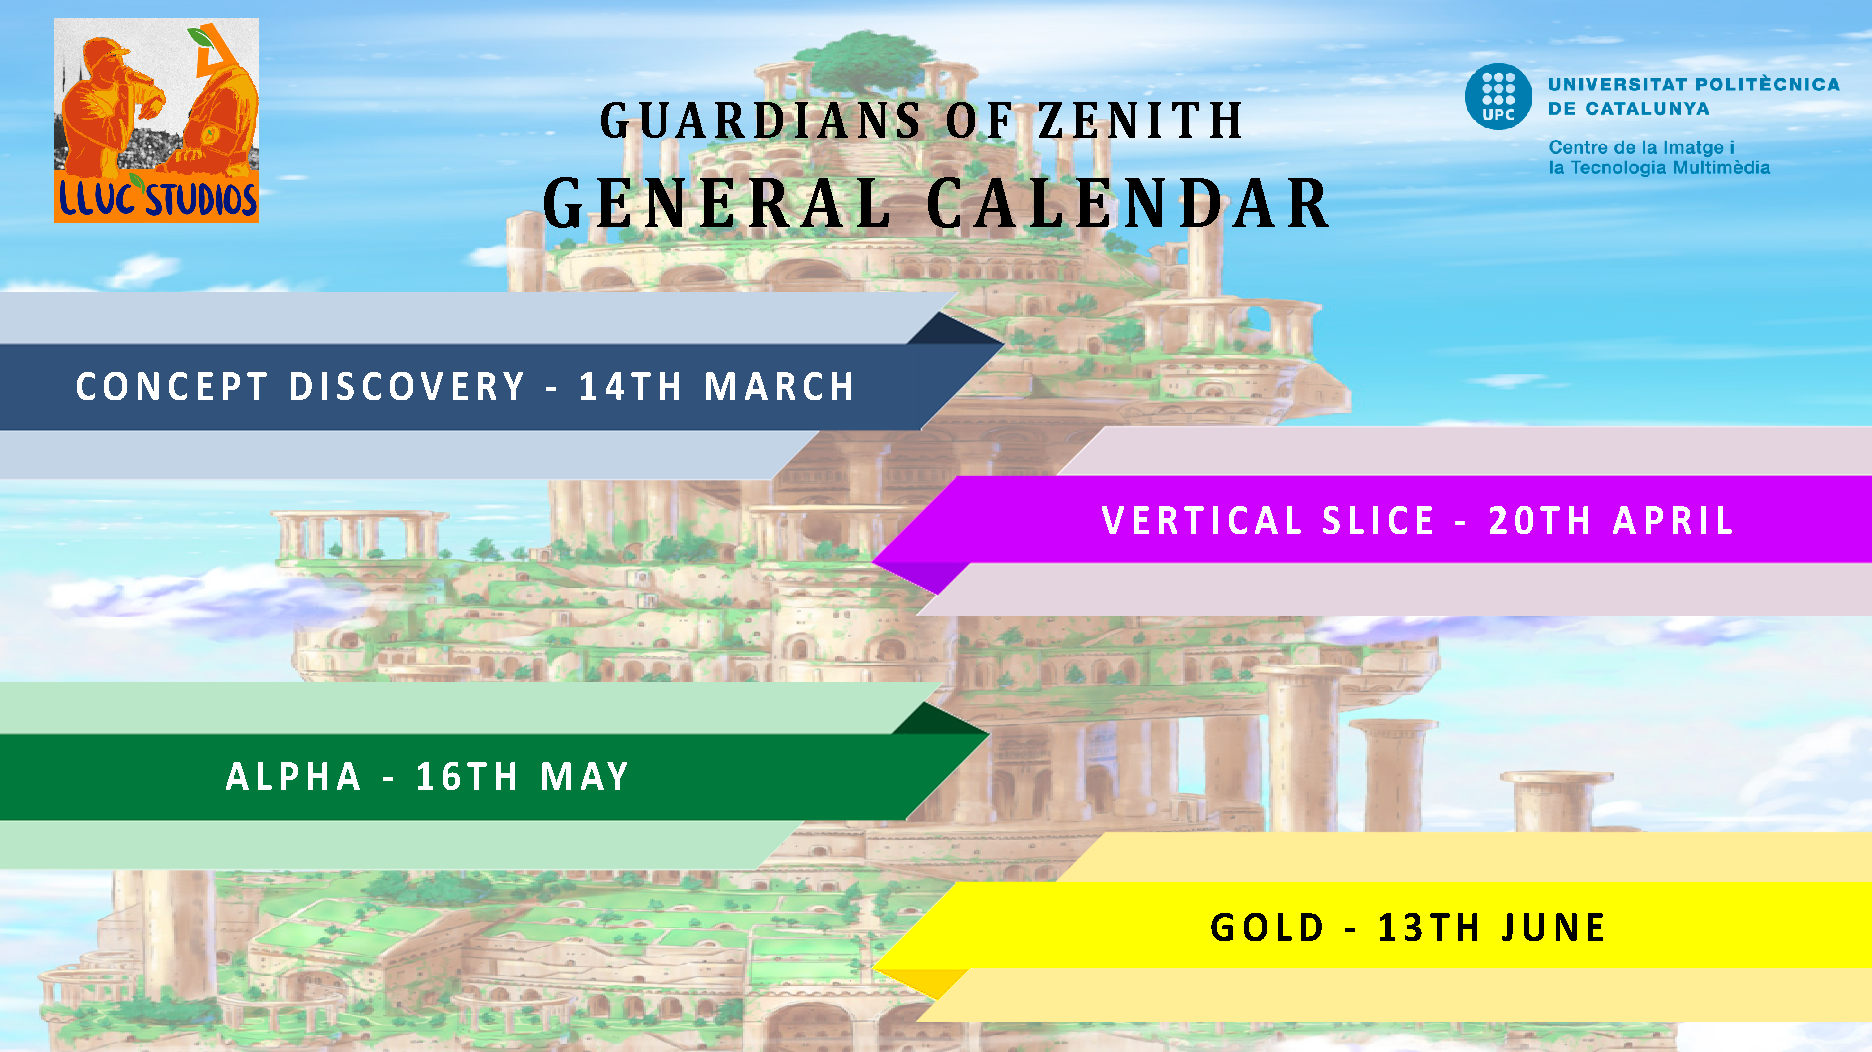 LLUC STUDIOS
GUARDIANS OF ZENITH
GENERAL CALENDAR
UPC
UNIVERSITAT POLITÈCNICA
DE CATALUNYA
Centre de la Imatge i
la Tecnologia Multimèdia
CONCEPT DISCOVERY - 14TH MARCH
VERTICAL SLICE - 20TH APRIL
ALPHA - 16TH MAY
GOLD - 13TH JUNE